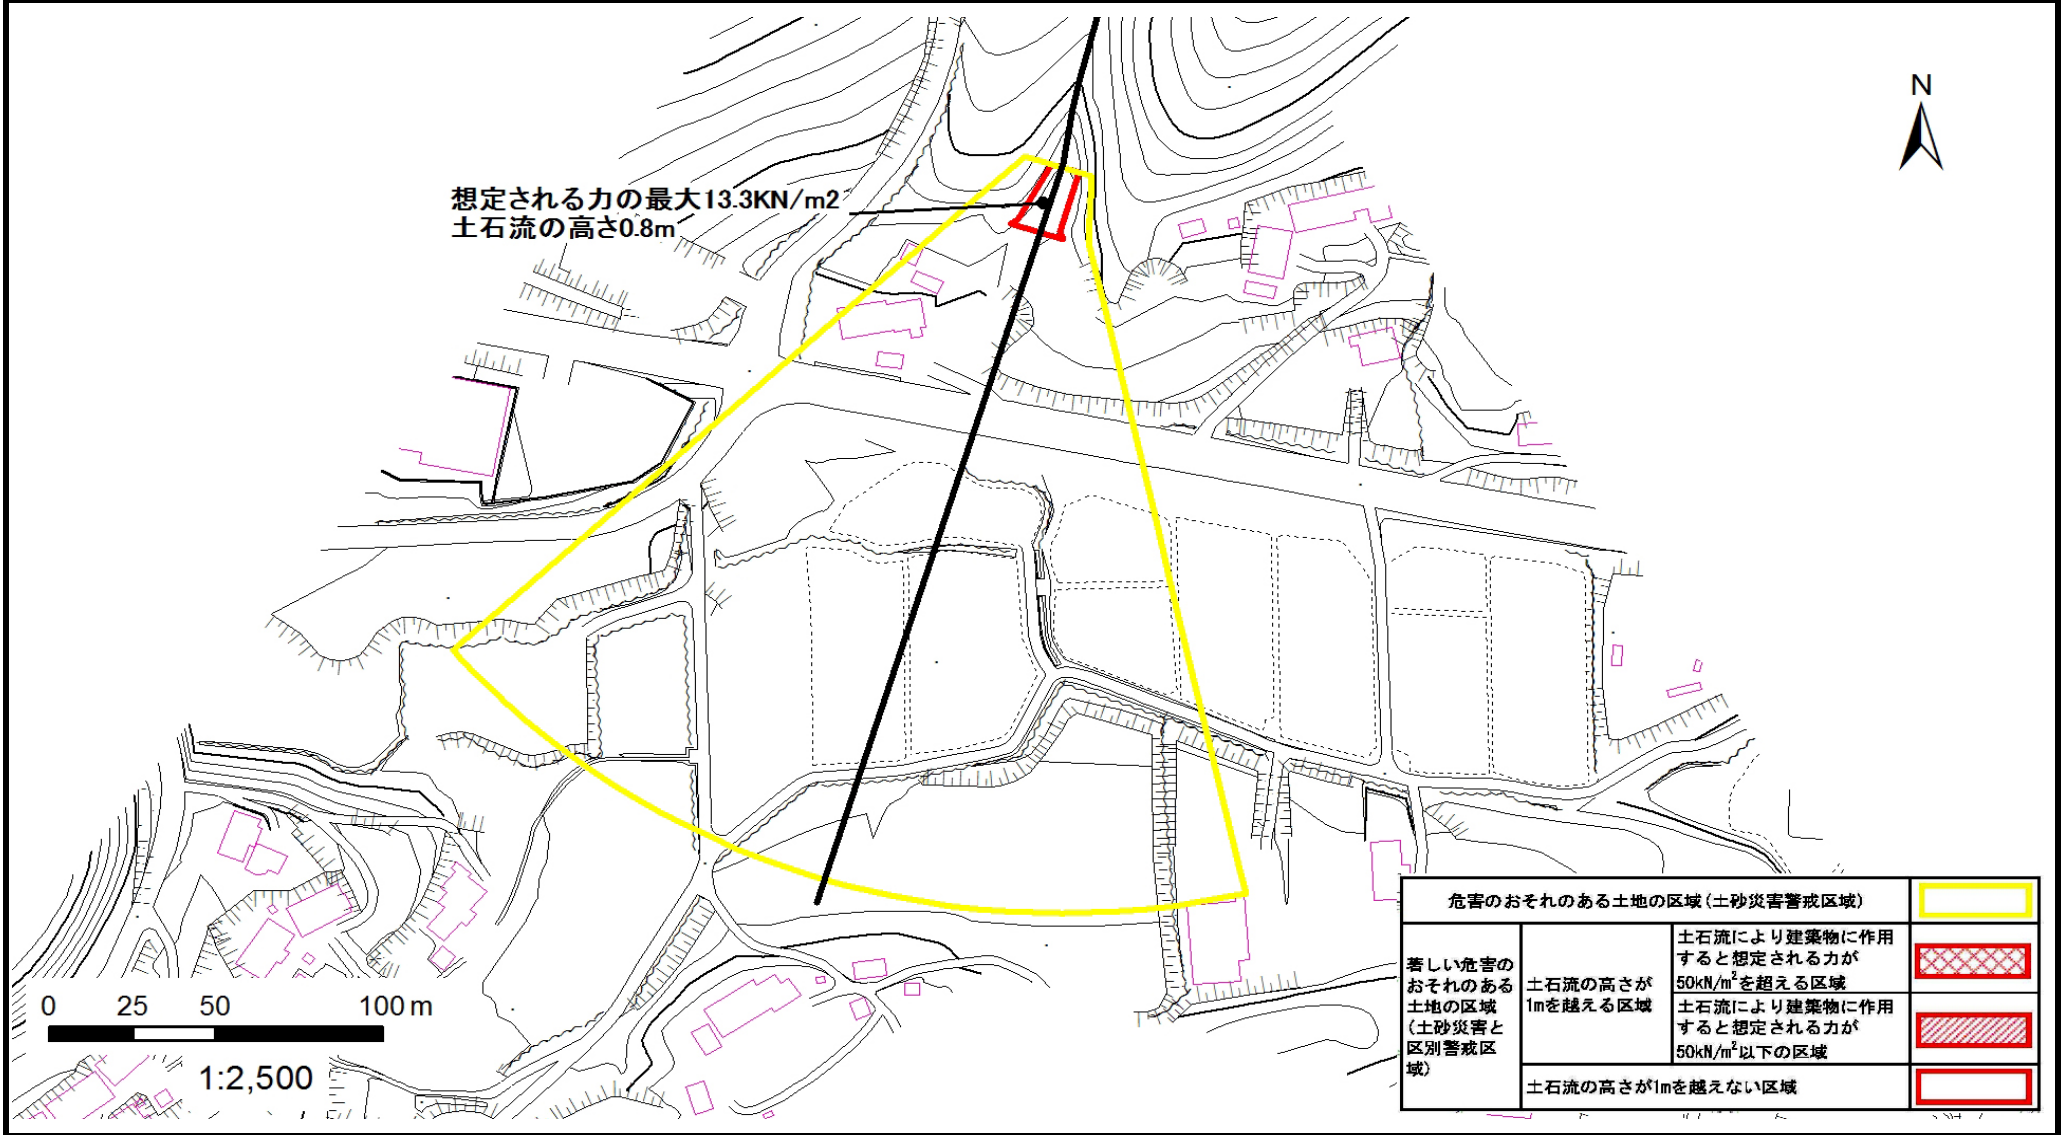 N
想定される力の最大13.3KN/m2
土石流の高さ0.8m
危害のおそれのある土地の区域(土砂災害警戒区域)
著しい危害の
おそれのある
土地の区域
(土砂災害と
区別警戒区
域)
土石流の高さが
1mを越える区域
土石流により建築物に作用
すると想定される力が
50kN/m²を超える区域
土石流により建築物に作用
すると想定される力が
50kN/m²以下の区域
土石流の高さが1mを越えない区域
0 25 50 100 m
1:2,500